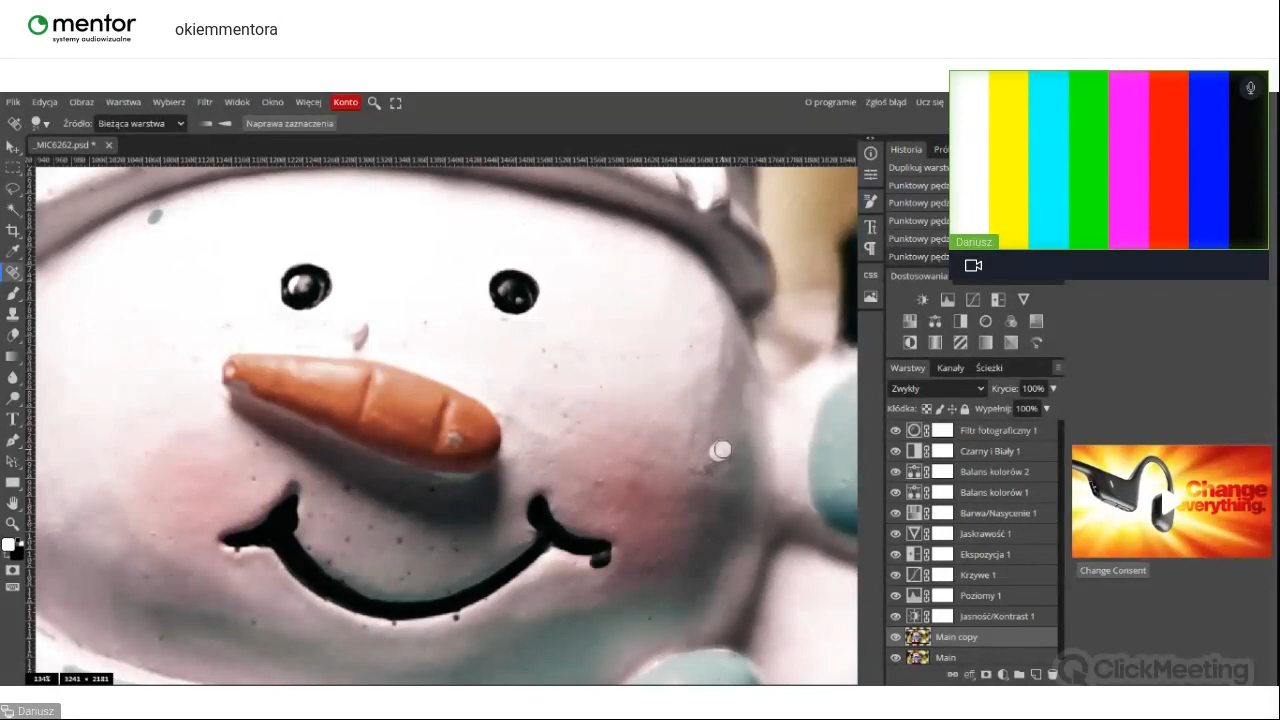 mentor
systemy audiowizualne
okiemmentora
Plik Edycja Obraz Warstwa Wybierz Filtr Widok Okno Więcej Konto
O programie Zgłoś błąd Ucz się
Źródło: Bieżąca warstwa Naprawa zaznaczenia
_MIC6262.psd *
Historia
Duplikuj warstw
Punktowy pędz
Punktowy pędz
Punktowy pędz
Punktowy pędz
Punktowy pędz
Dariusz
Dostosowania
CSS
Warstwy Kanały Ścieżki
Zwykły Krycie: 100%
Kłódka: Wypełnij: 100%
Filtr fotograficzny 1
Czarny i Biały 1
Balans kolorów 2
Balans kolorów 1
Barwa/Nasycenie 1
Jaskrawość 1
Ekspozycja 1
Krzywe 1
Poziomy 1
Jasność/Kontrast 1
Main copy
Main
eff
Change
everything.
Change Consent
134% 3241 × 2181
ClickMeeting
Dariusz